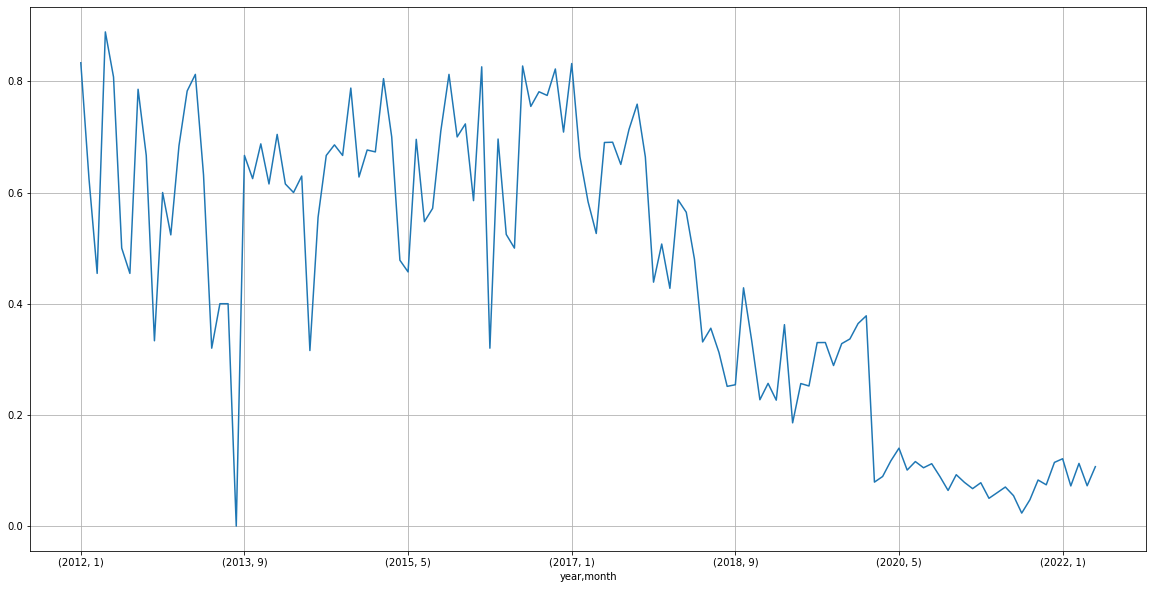 0.8
0.6
0.4
0.2
0.0
(2012, 1) (2013, 9) (2015, 5) (2017, 1) (2018, 9) (2020, 5) (2022, 1)
year,month